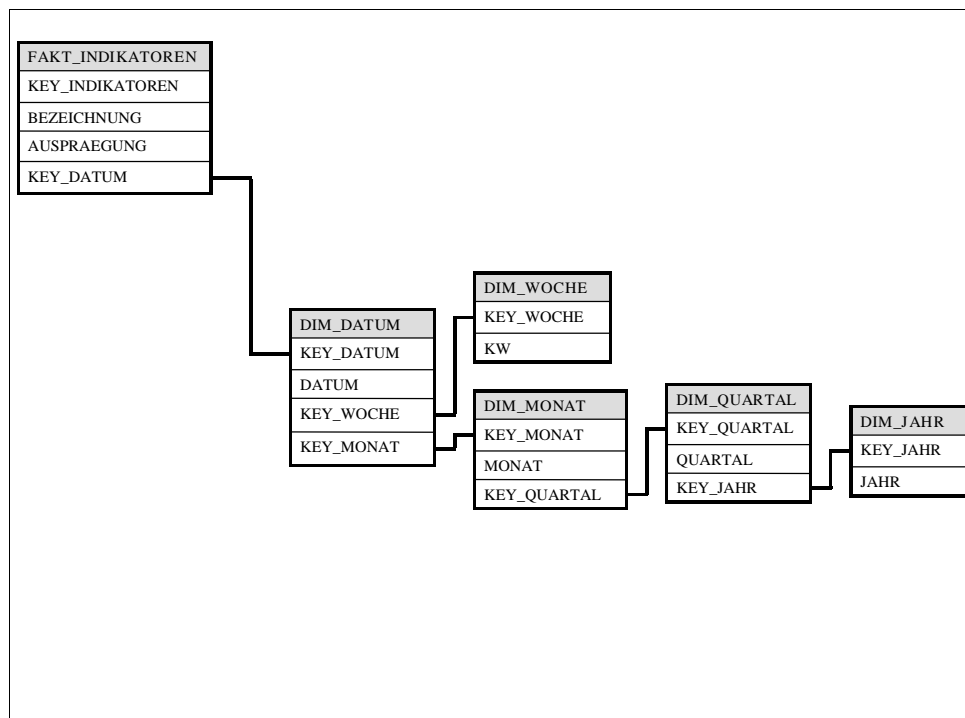 FAKT_INDIKATOREN
KEY_INDIKATOREN
BEZEICHNUNG
AUSPRAEGUNG
KEY_DATUM
DIM_DATUM
KEY_DATUM
DATUM
KEY_WOCHE
KEY_MONAT
DIM_WOCHE
KEY_WOCHE
KW
DIM_MONAT
KEY_MONAT
MONAT
KEY_QUARTAL
DIM_QUARTAL
KEY_QUARTAL
QUARTAL
KEY_JAHR
DIM_JAHR
KEY_JAHR
JAHR